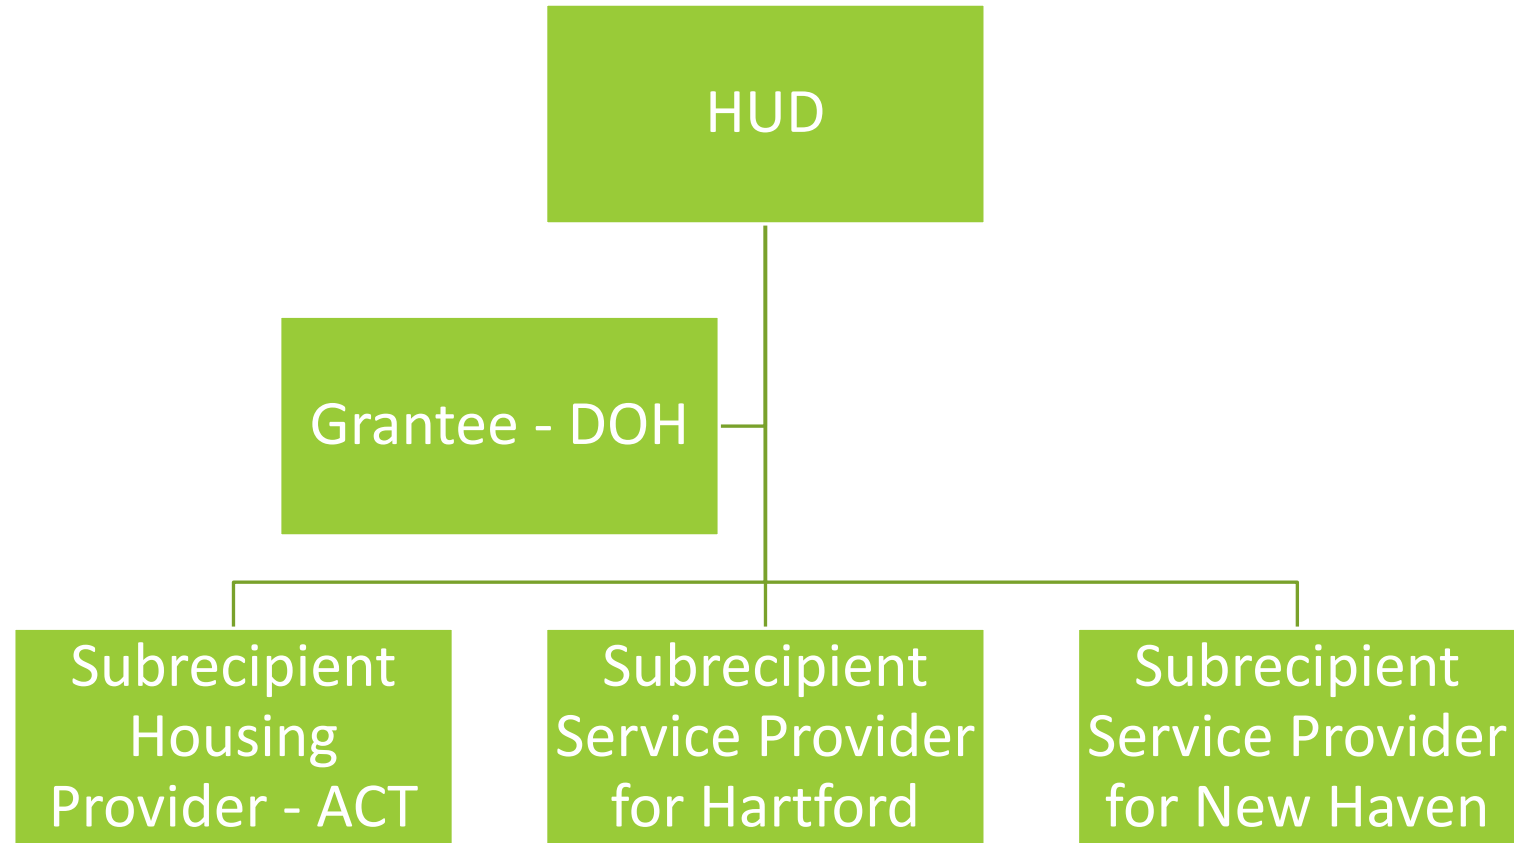 HUD
Grantee - DOH
Subrecipient
Housing
Provider - ACT
Subrecipient
Service Provider
for Hartford
Subrecipient
Service Provider
for New Haven